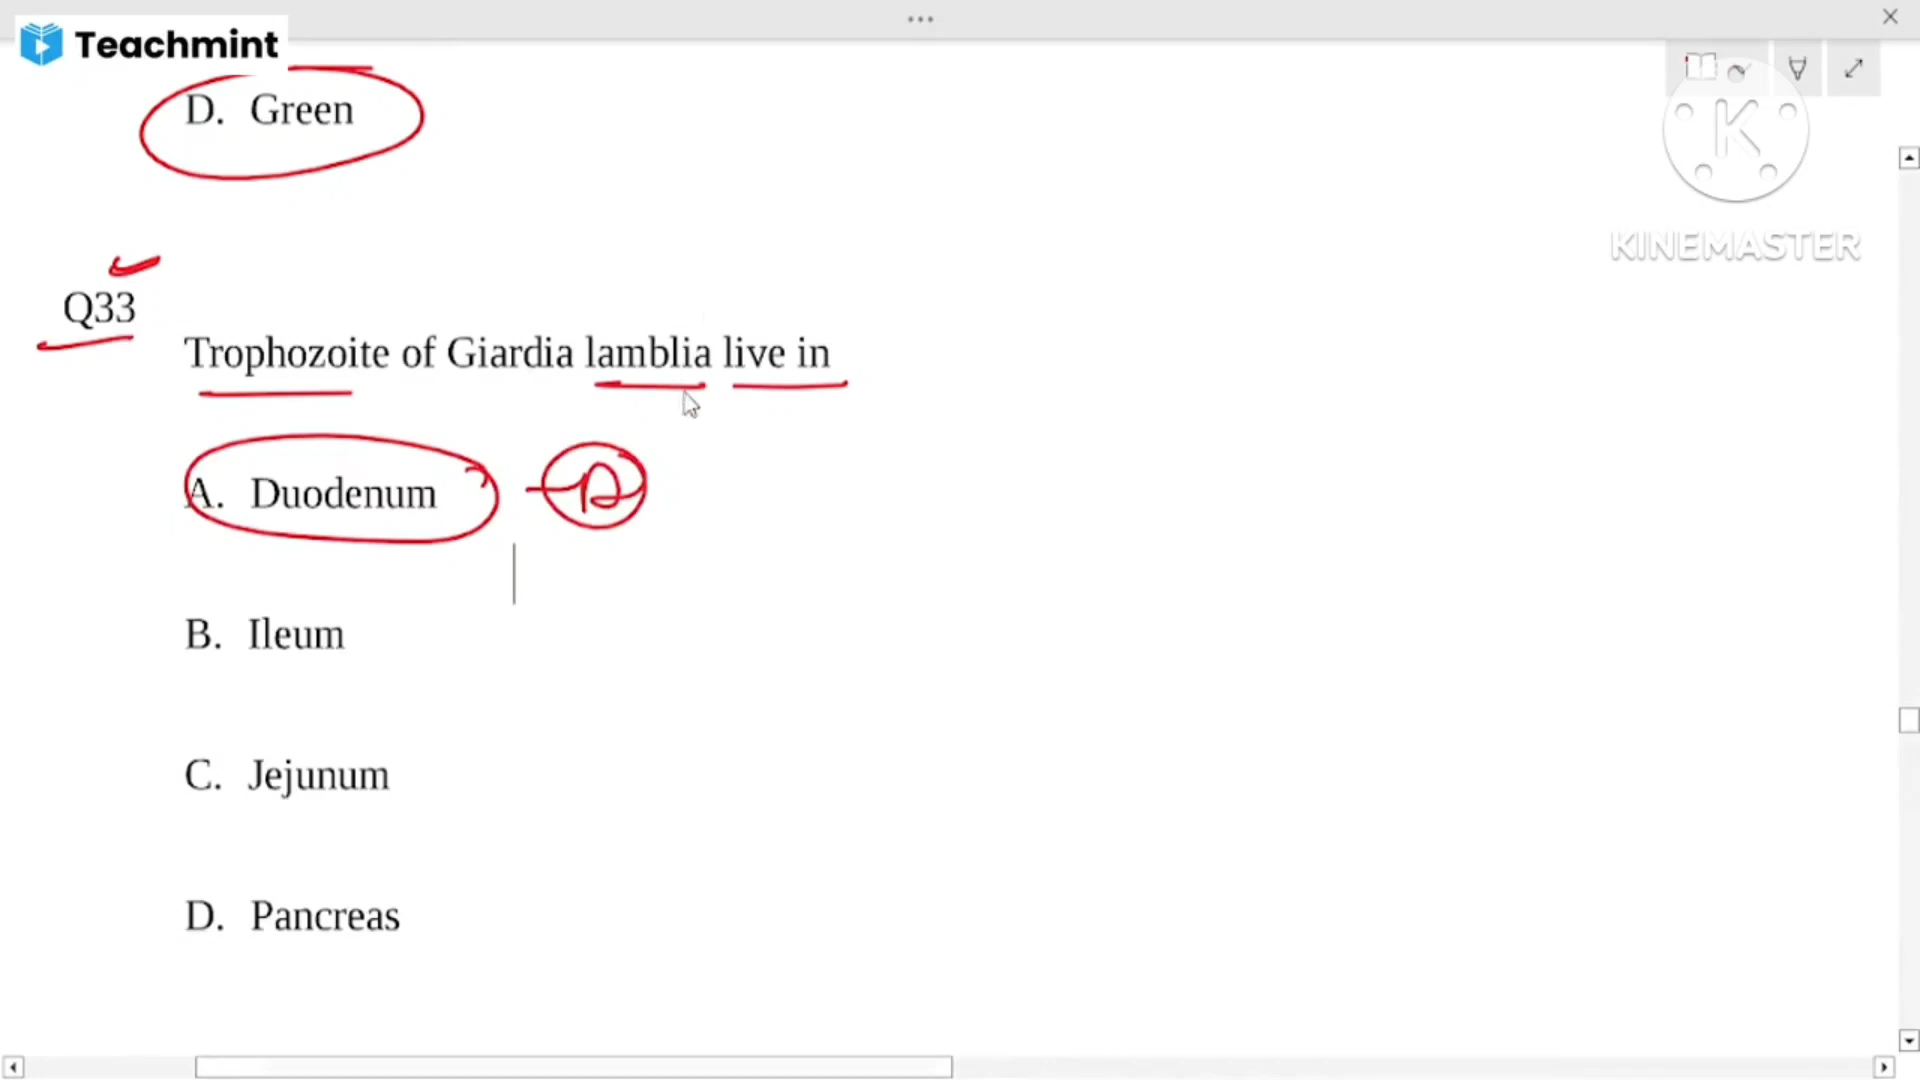 Teachmint
D. Green
KINEMASTER
Q33
Trophozoite of Giardia lamblia live in
A. Duodenum
B. Ileum
C. Jejunum
D. Pancreas